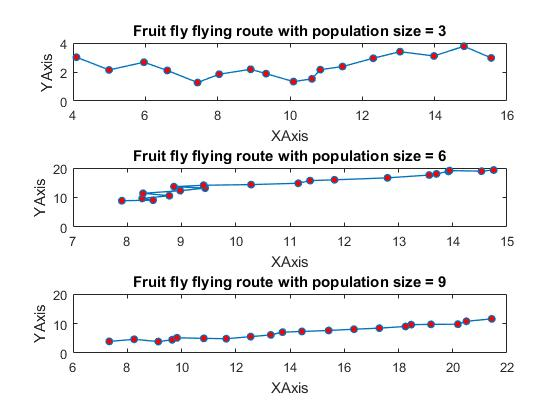 Fruit fly flying route with population size = 3
YAxis
4
2
0
4 6 8 10 12 14 16
XAxis
Fruit fly flying route with population size = 6
YAxis
20
10
0
7 8 9 10 11 12 13 14 15
XAxis
Fruit fly flying route with population size = 9
YAxis
20
10
0
6 8 10 12 14 16 18 20 22
XAxis